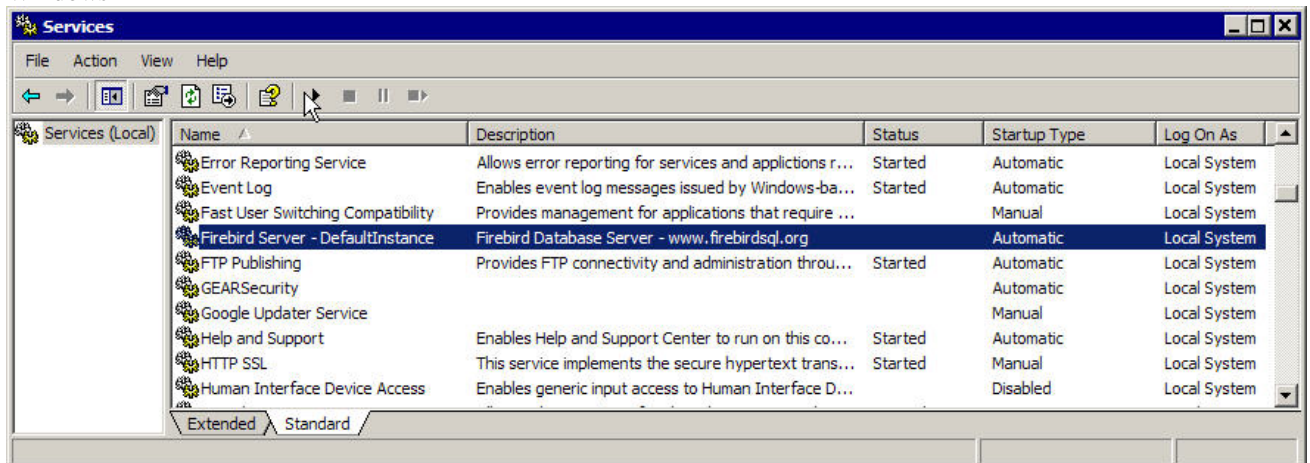 Services
File Action View Help
Services (Local)
Name Description Status Startup Type Log On As
Error Reporting Service Allows error reporting for services and applictions r... Started Automatic Local System
Event Log Enables event log messages issued by Windows-ba... Started Automatic Local System
Fast User Switching Compatibility Provides management for applications that require ... Manual Local System
Firebird Server - DefaultInstance Firebird Database Server - www.firebirdsql.org Automatic Local System
FTP Publishing Provides FTP connectivity and administration throu... Started Automatic Local System
GEARSecurity Automatic Local System
Google Updater Service Manual Local System
Help and Support Enables Help and Support Center to run on this co... Started Automatic Local System
HTTP SSL This service implements the secure hypertext trans... Started Manual Local System
Human Interface Device Access Enables generic input access to Human Interface D... Disabled Local System
Extended Standard